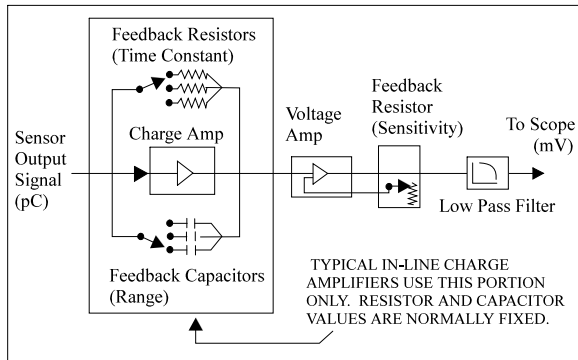 Feedback Resistors
(Time Constant)
Charge Amp
Feedback Capacitors
(Range)
Sensor
Output
Signal
(pC)
Voltage
Amp
Feedback
Resistor
(Sensitivity)
To Scope
(mV)
Low Pass Filter
TYPICAL IN-LINE CHARGE
AMPLIFIERS USE THIS PORTION
ONLY. RESISTOR AND CAPACITOR
VALUES ARE NORMALLY FIXED.